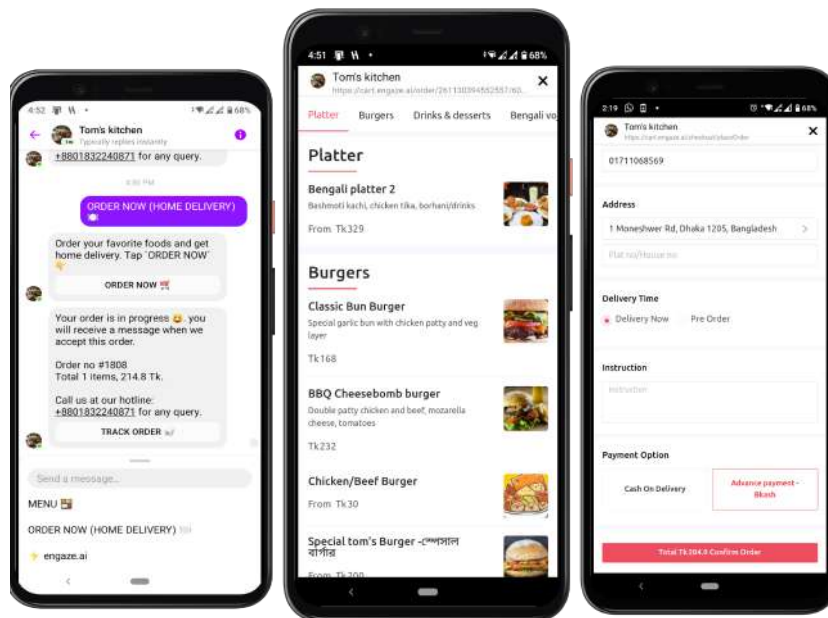 4:52
68%
Tom's kitchen
Typically replies instantly
+8801832240871 for any query.
4:50 PM
ORDER NOW (HOME DELIVERY)
Order your favorite foods and get
home delivery. Tap `ORDER NOW`
ORDER NOW
Your order is in progress 😃. you
will receive a message when we
accept this order.
Order no #1808
Total 1 items, 214.8 Tk.
Call us at our hotline:
+8801832240871 for any query.
TRACK ORDER
Send a message...
MENU
ORDER NOW (HOME DELIVERY)
engaze.ai
4:51
68%
Tom's kitchen
Platter Burgers Drinks & desserts Bengali
Platter
Bengali platter 2
Bashmoti kachi, chicken tika, borhani/drinks
From Tk329
Burgers
Classic Bun Burger
Special garlic bun with chicken patty and veg
layer
Tk168
BBQ Cheesebomb burger
Double patty chicken and beef, mozarella
cheese, tomatoes
Tk232
Chicken/Beef Burger
From Tk30
Special tom's Burger -স্পেসাল
বার্গার
From Tk200
2:19
68%
Tom's kitchen
01711068569
Address
1 Moneshwer Rd, Dhaka 1205, Bangladesh
Flat no/House no
Delivery Time
Delivery Now Pre Order
Instruction
Instruction
Payment Option
Cash On Delivery
Advance payment -
Bkash
Confirm Order